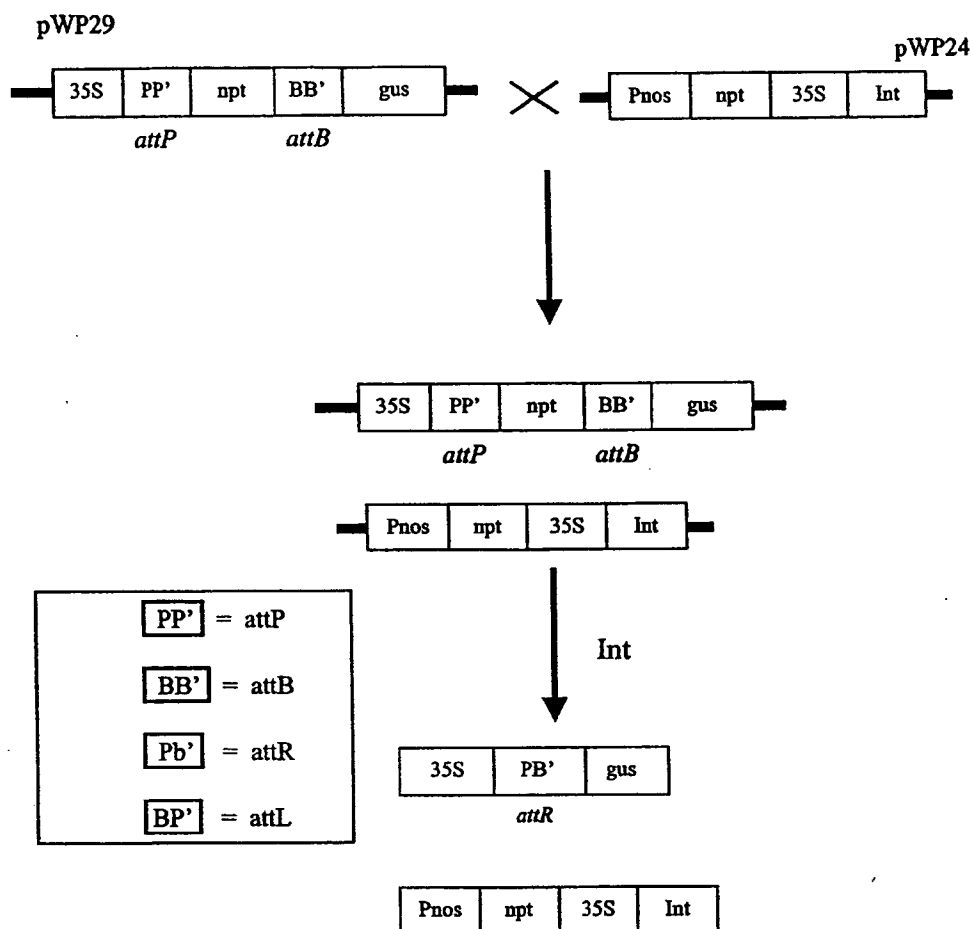 pWP29
pWP24
35S PP' npt BB' gus
Pnos npt 35S Int
attP attB
35S PP' npt BB' gus
attP attB
Pnos npt 35S Int
Int
PP' = attP
BB' = attB
Pb' = attR
BP' = attL
35S PB' gus
attR
Pnos npt 35S Int